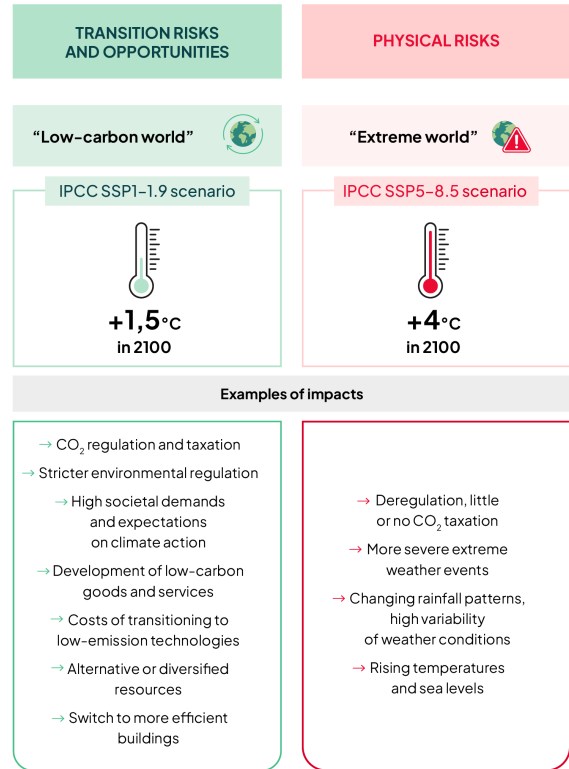 TRANSITION RISKS
AND OPPORTUNITIES
PHYSICAL RISKS
“Low-carbon world”
“Extreme world”
IPCC SSP1–1.9 scenario
IPCC SSP5–8.5 scenario
+1,5°C
in 2100
+4°C
in 2100
Examples of impacts
→ CO₂ regulation and taxation
→ Stricter environmental regulation
→ High societal demands
and expectations
on climate action
→ Development of low-carbon
goods and services
→ Costs of transitioning to
low-emission technologies
→ Alternative or diversified
resources
→ Switch to more efficient
buildings
→ Deregulation, little
or no CO₂ taxation
→ More severe extreme
weather events
→ Changing rainfall patterns,
high variability
of weather conditions
→ Rising temperatures
and sea levels